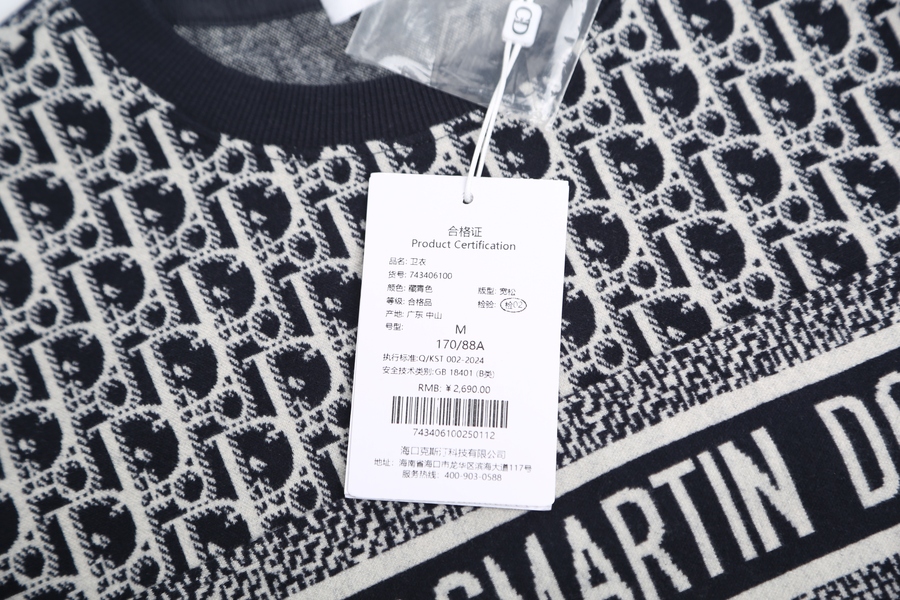 合格证
Product Certification
品名: 卫衣
货号: 743406100
颜色: 藏青色 版型: 宽松
等级: 合格品 检验: 检02
产地: 广东 中山
号型: M
170/88A
执行标准:Q/KST 002-2024
安全技术类别:GB 18401 (B类)
RMB: ¥ 2,690.00
743406100250112
海口克斯汀科技有限公司
地址: 海南省海口市龙华区滨海大道117号
服务热线: 400-903-0588
CMARTIN DO